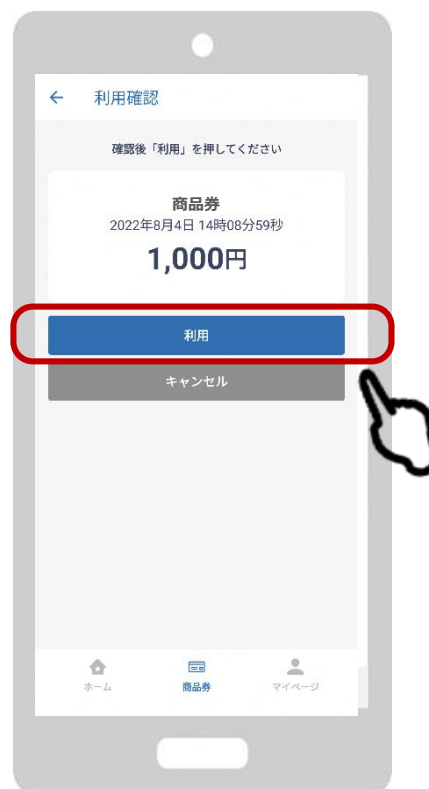 利用確認
確認後「利用」を押してください
商品券
2022年8月4日 14時08分59秒
1,000円
利用
キャンセル
ホーム 商品券 マイページ